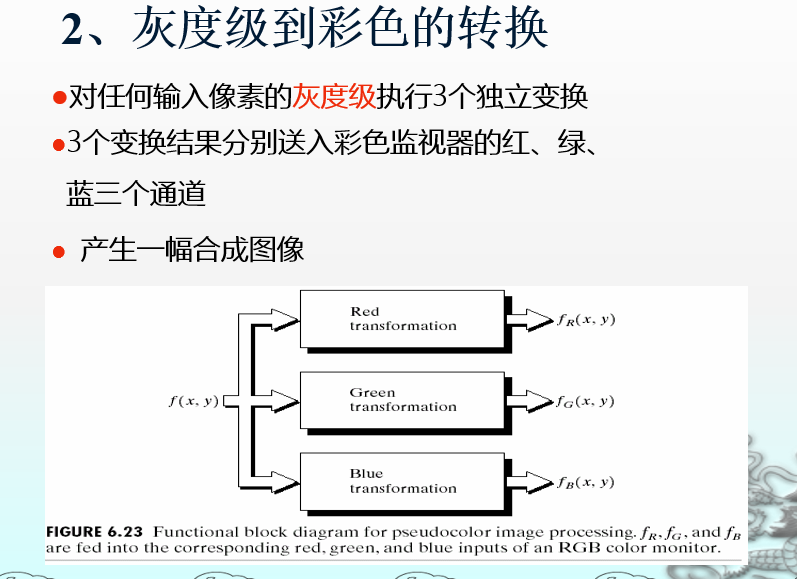 2、灰度级到彩色的转换
●对任何输入像素的灰度级执行3个独立变换
●3个变换结果分别送入彩色监视器的红、绿、
蓝三个通道
● 产生一幅合成图像
Red
transformation
f_R(x, y)
f(x, y)
Green
transformation
f_G(x, y)
Blue
transformation
f_B(x, y)
FIGURE 6.23 Functional block diagram for pseudocolor image processing. f_R, f_G, and f_B
are fed into the corresponding red, green, and blue inputs of an RGB color monitor.